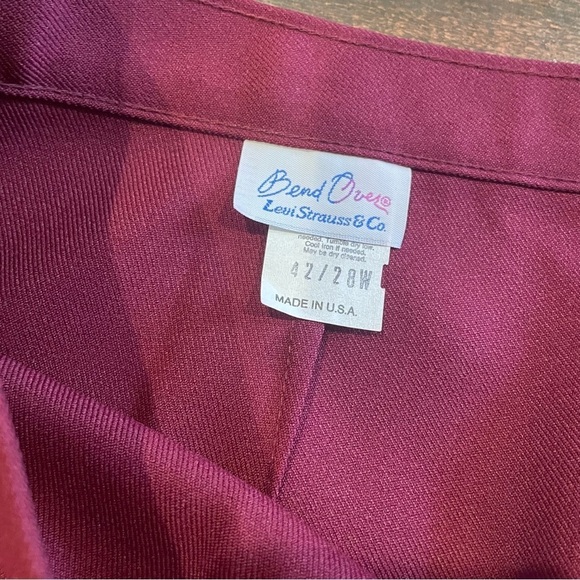 Bend Over®
Levi Strauss & Co.
needed. Tumble dry low.
Cool iron if needed.
May be dry cleaned.
42/28W
MADE IN U.S.A.